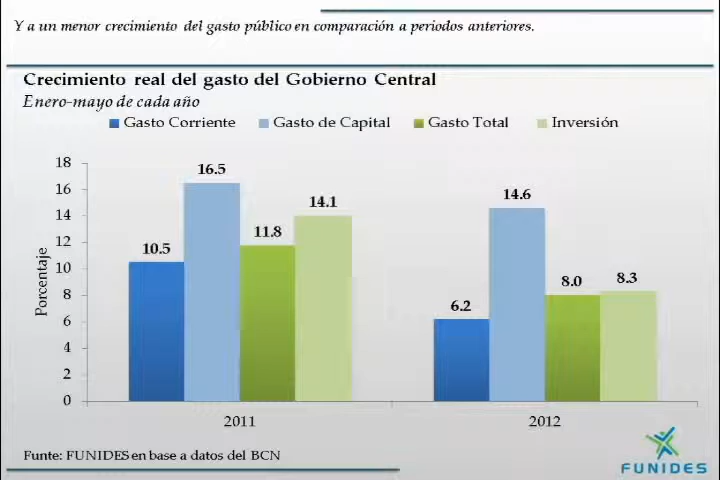 Y a un menor crecimiento del gasto público en comparación a periodos anteriores.
Crecimiento real del gasto del Gobierno Central
Enero-mayo de cada año
Gasto Corriente Gasto de Capital Gasto Total Inversión
18
16
14
12
10
8
6
4
2
0
Porcentaje
10.5
16.5
11.8
14.1
6.2
14.6
8.0
8.3
2011 2012
Funte: FUNIDES en base a datos del BCN
FUNIDES